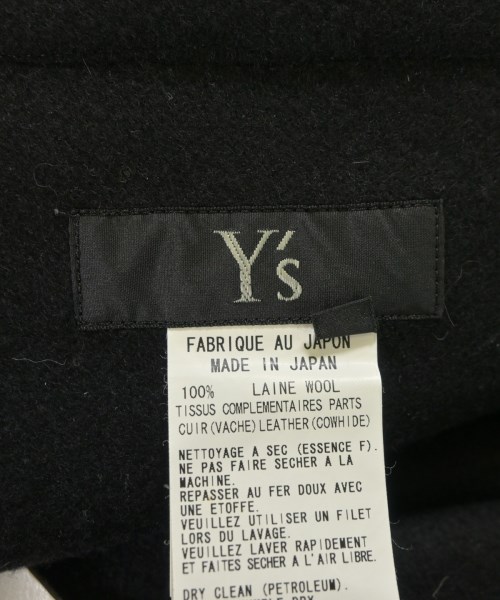 Y's
FABRIQUE AU JAPON
MADE IN JAPAN
100% LAINE WOOL
TISSUS COMPLEMENTAIRES PARTS
CUIR(VACHE)LEATHER(COWHIDE)
NETTOYAGE A SEC (ESSENCE F).
NE PAS FAIRE SECHER A LA
MACHINE.
REPASSER AU FER DOUX AVEC
UNE ETOFFE.
VEUILLEZ UTILISER UN FILET
LORS DU LAVAGE.
VEUILLEZ LAVER RAPIDEMENT
ET FAITES SECHER A L'AIR LIBRE.
DRY CLEAN (PETROLEUM).
DRY